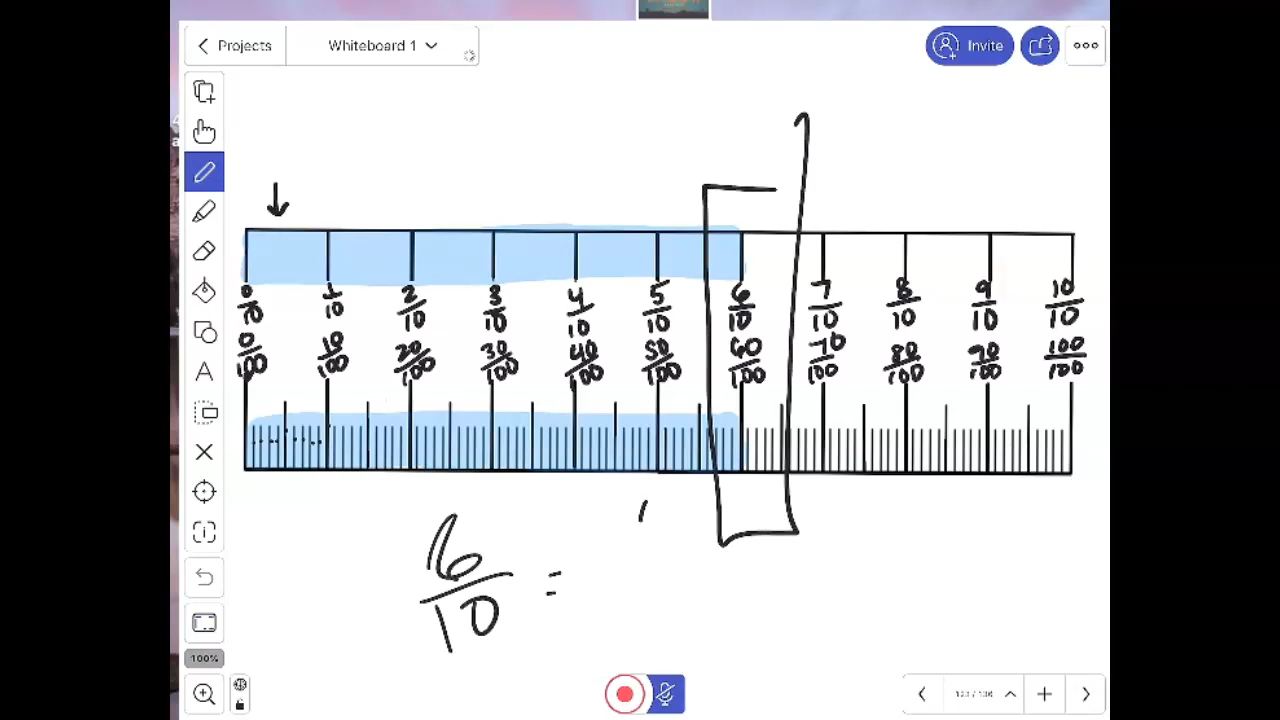 Projects
Whiteboard 1
Invite
0/10 1/10 2/10 3/10 4/10 5/10 6/10 7/10 8/10 9/10 10/10
0/100 10/100 20/100 30/100 40/100 50/100 60/100 70/100 80/100 90/100 100/100
6/10 =
100%